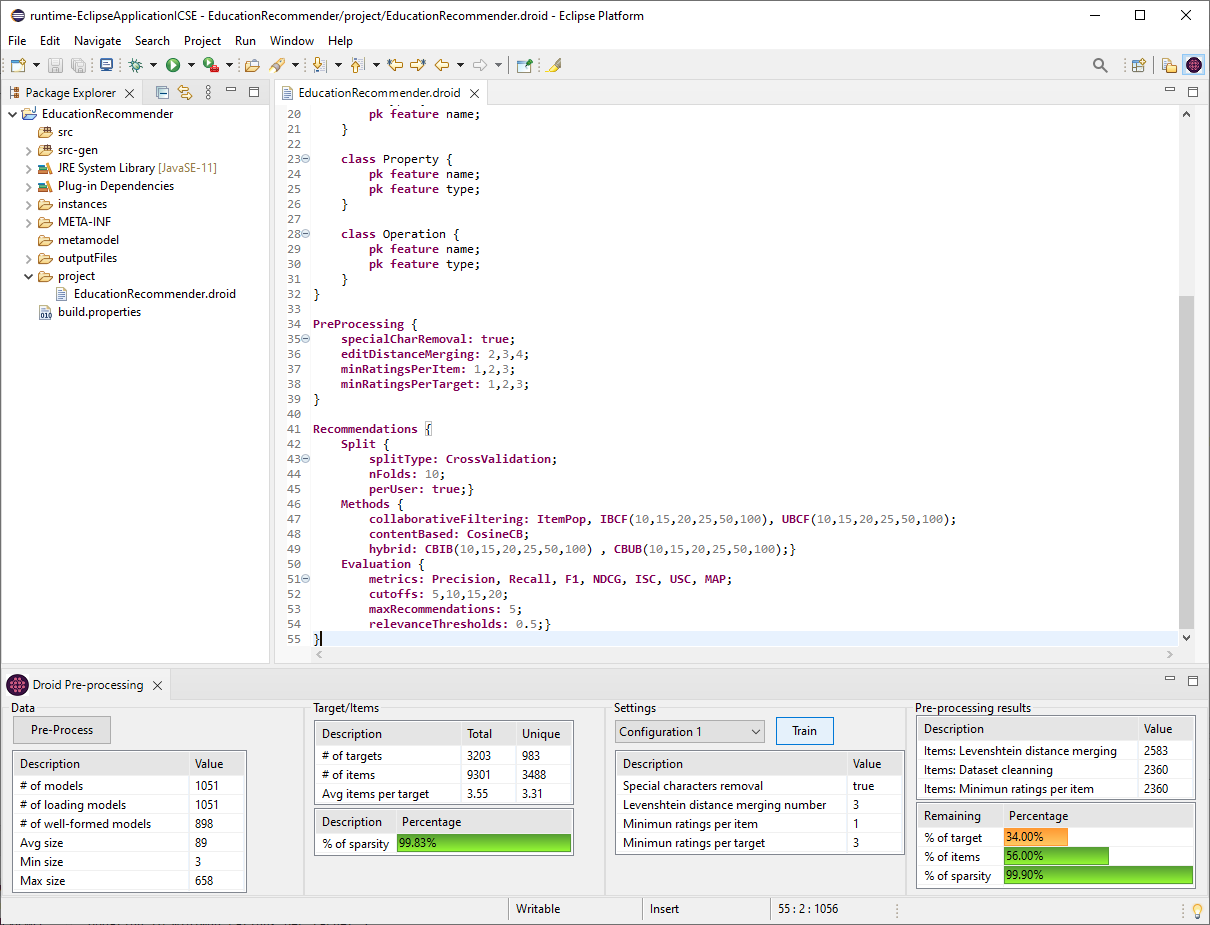 runtime-EclipseApplicationICSE - EducationRecommender/project/EducationRecommender.droid - Eclipse Platform
File Edit Navigate Search Project Run Window Help
Package Explorer
EducationRecommender
src
src-gen
JRE System Library [JavaSE-11]
Plug-in Dependencies
instances
META-INF
metamodel
outputFiles
project
EducationRecommender.droid
build.properties
EducationRecommender.droid
20 pk feature name;
21 }
22
23 class Property {
24 pk feature name;
25 pk feature type;
26 }
27
28 class Operation {
29 pk feature name;
30 pk feature type;
31 }
32 }
33
34 PreProcessing {
35 specialCharRemoval: true;
36 editDistanceMerging: 2,3,4;
37 minRatingsPerItem: 1,2,3;
38 minRatingsPerTarget: 1,2,3;
39 }
40
41 Recommendations {
42 Split {
43 splitType: CrossValidation;
44 nFolds: 10;
45 perUser: true;}
46 Methods {
47 collaborativeFiltering: ItemPop, IBCF(10,15,20,25,50,100), UBCF(10,15,20,25,50,100);
48 contentBased: CosineCB;
49 hybrid: CBIB(10,15,20,25,50,100) , CBUB(10,15,20,25,50,100);}
50 Evaluation {
51 metrics: Precision, Recall, F1, NDCG, ISC, USC, MAP;
52 cutoffs: 5,10,15,20;
53 maxRecommendations: 5;
54 relevanceThresholds: 0.5;}
55 }
Droid Pre-processing
Data
Pre-Process
Description Value
# of models 1051
# of loading models 1051
# of well-formed models 898
Avg size 89
Min size 3
Max size 658
Target/Items
Description Total Unique
# of targets 3203 983
# of items 9301 3488
Avg items per target 3.55 3.31
Description Percentage
% of sparsity 99.83%
Settings
Configuration 1 Train
Description Value
Special characters removal true
Levenshtein distance merging number 3
Minimun ratings per item 1
Minimun ratings per target 3
Pre-processing results
Description Value
Items: Levenshtein distance merging 2583
Items: Dataset cleanning 2360
Items: Minimun ratings per item 2360
Remaining Percentage
% of target 34.00%
% of items 56.00%
% of sparsity 99.90%
Writable Insert 55 : 2 : 1056